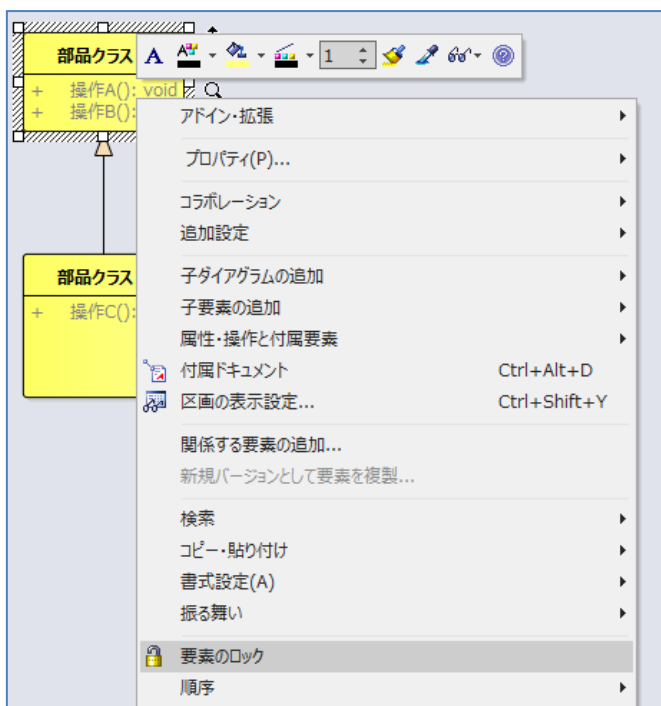 部品クラス
A
1
+ 操作A(): void
+ 操作B():
アドイン・拡張
プロパティ(P)...
コラボレーション
追加設定
部品クラス
+ 操作C():
子ダイアグラムの追加
子要素の追加
属性・操作と付属要素
付属ドキュメント Ctrl+Alt+D
区画の表示設定... Ctrl+Shift+Y
関係する要素の追加...
新規バージョンとして要素を複製...
検索
コピー・貼り付け
書式設定(A)
振る舞い
要素のロック
順序